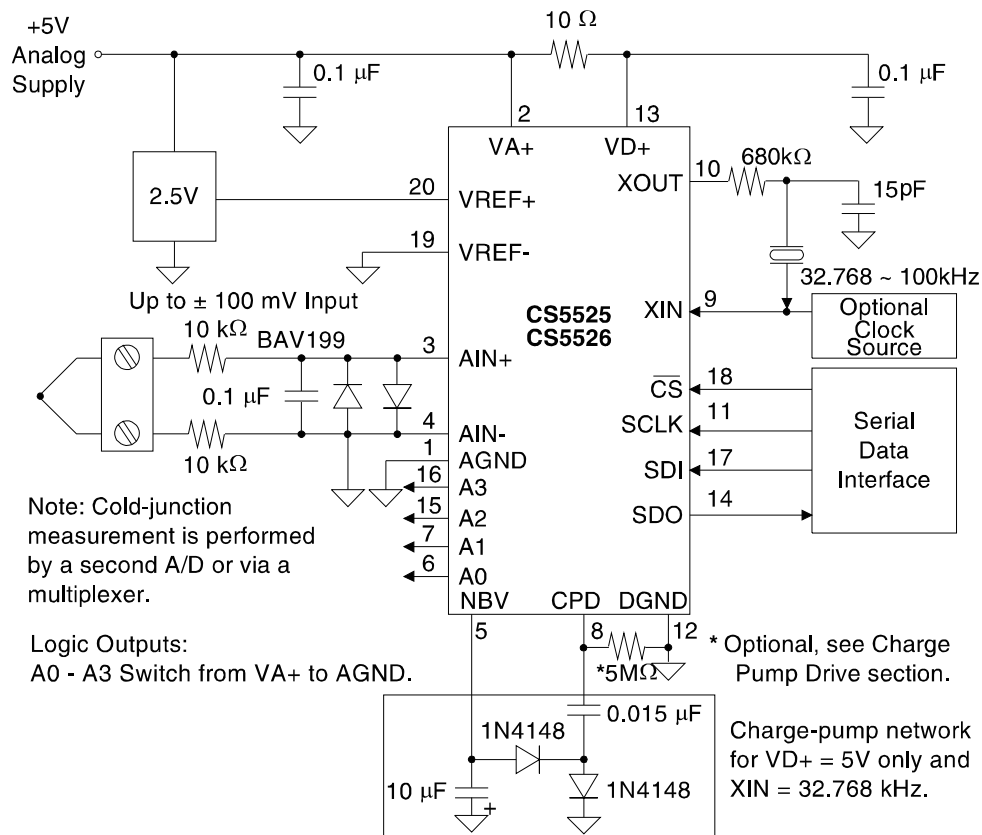 +5V
Analog
Supply
10 Ω
0.1 µF
0.1 µF
2
13
VA+
VD+
680kΩ
10
XOUT
15pF
2.5V
20
VREF+
19
VREF-
32.768 ~ 100kHz
Up to ± 100 mV Input
9
XIN
Optional
Clock
Source
CS5525
CS5526
10 kΩ
BAV199
3
AIN+
0.1 µF
CS
18
SCLK
11
4
AIN-
10 kΩ
1
AGND
SDI
17
Serial
Data
Interface
16
A3
SDO
14
15
A2
7
A1
6
A0
Note: Cold-junction
measurement is performed
by a second A/D or via a
multiplexer.
NBV
CPD
DGND
5
8
12
Logic Outputs:
A0 - A3 Switch from VA+ to AGND.
*5MΩ
* Optional, see Charge
Pump Drive section.
0.015 µF
1N4148
10 µF
+
1N4148
Charge-pump network
for VD+ = 5V only and
XIN = 32.768 kHz.